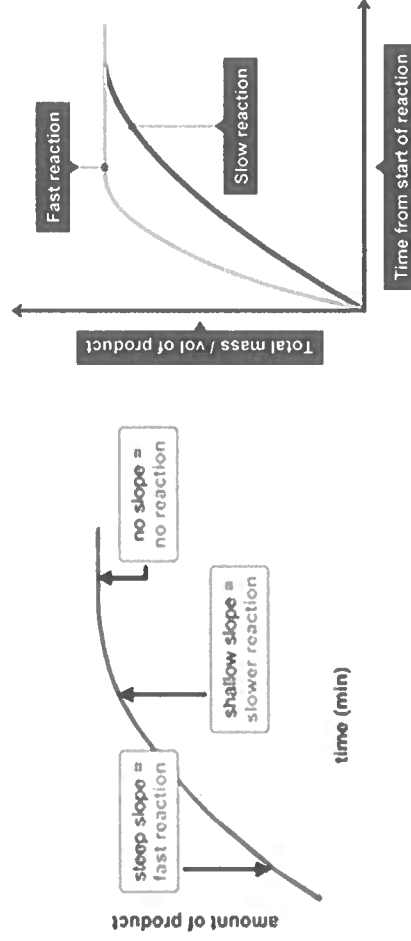 amount of product
steep slope =
fast reaction
shallow slope =
slower reaction
no slope =
no reaction
time (min)
Total mass / vol of product
Fast reaction
Slow reaction
Time from start of reaction